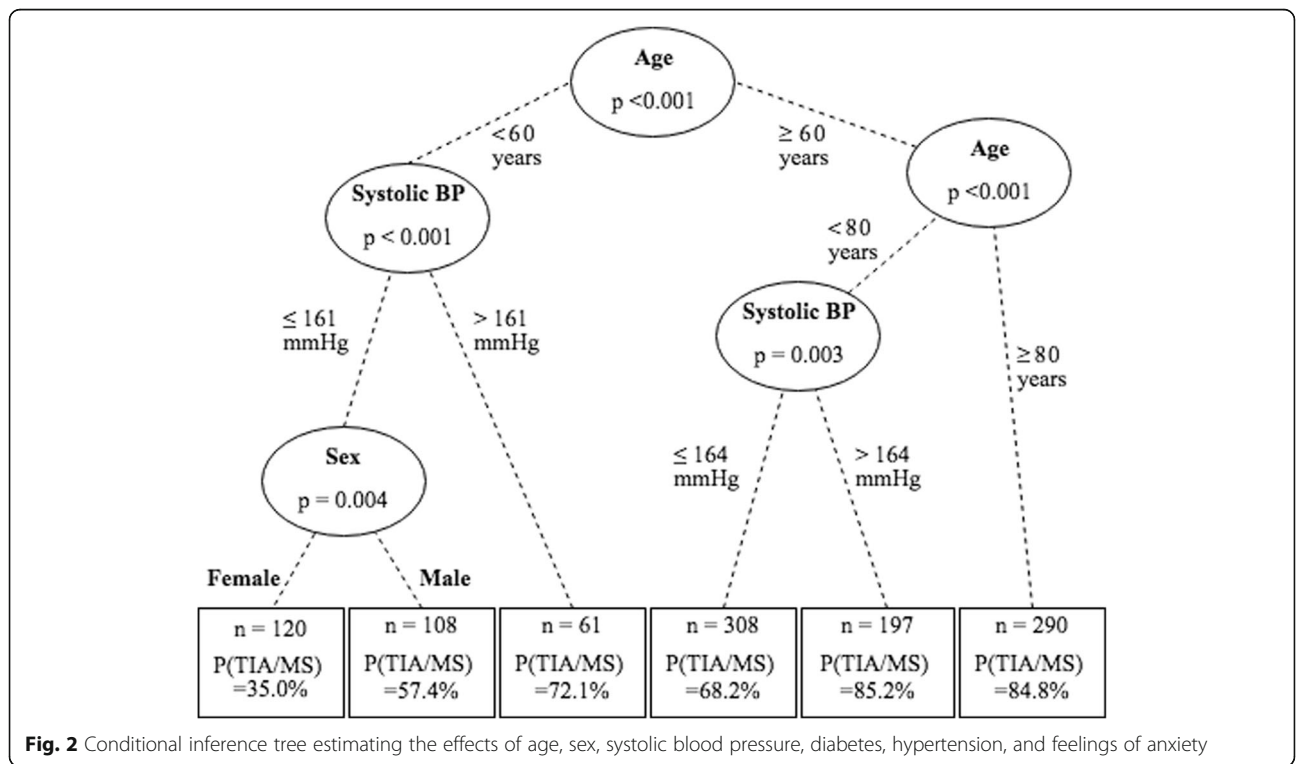 Age
p <0.001
<60
years
≥ 60
years
Age
p <0.001
Systolic BP
p < 0.001
<80
years
Systolic BP
p = 0.003
≤ 161
mmHg
> 161
mmHg
≥80
years
Sex
p = 0.004
≤ 164
mmHg
> 164
mmHg
Female
Male
n = 120
P(TIA/MS)
=35.0%
n = 108
P(TIA/MS)
=57.4%
n = 61
P(TIA/MS)
=72.1%
n = 308
P(TIA/MS)
=68.2%
n = 197
P(TIA/MS)
=85.2%
n = 290
P(TIA/MS)
=84.8%
Fig. 2 Conditional inference tree estimating the effects of age, sex, systolic blood pressure, diabetes, hypertension, and feelings of anxiety